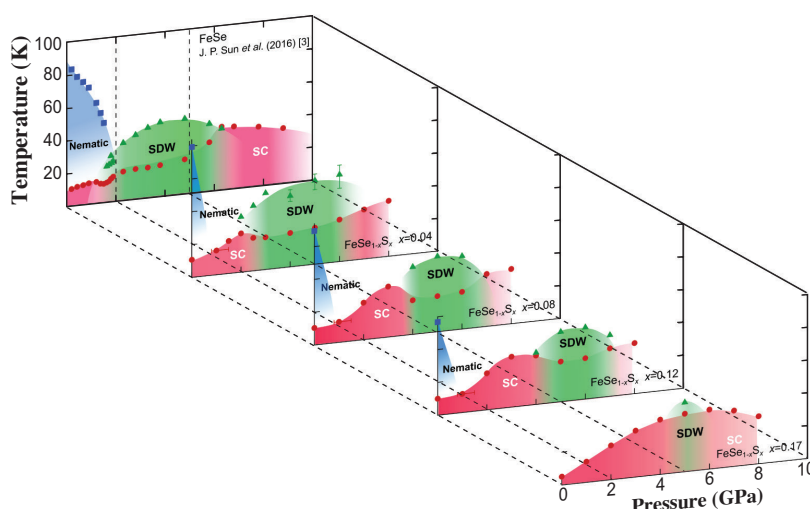 FeSe
J. P. Sun et al. (2016) [3]
Temperature (K)
100
80
60
40
20
Nematic
SDW
SC
Nematic
SDW
SC
FeSe1-xSx x=0.04
Nematic
SDW
SC
FeSe1-xSx x=0.08
Nematic
SDW
SC
FeSe1-xSx x=0.12
SDW
SC
FeSe1-xSx x=0.17
0
2
4
6
8
10
Pressure (GPa)